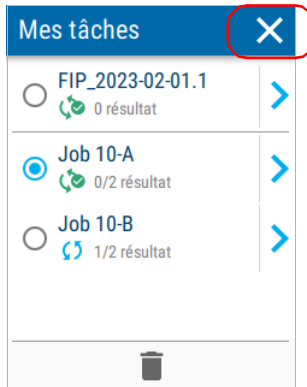 Mes tâches
FIP_2023-02-01.1
0 résultat
Job 10-A
0/2 résultat
Job 10-B
1/2 résultat